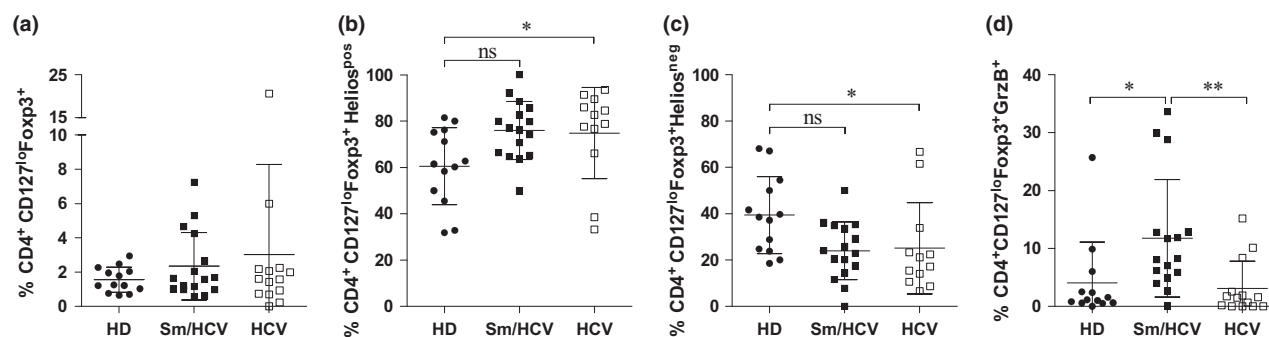 (a)
% CD4⁺ CD127ˡᵒFoxp3⁺
25
15
10
8
6
4
2
0
HD Sm/HCV HCV
(b)
% CD4⁺ CD127ˡᵒFoxp3⁺ Heliosᵖᵒˢ
*
ns
100
80
60
40
20
0
HD Sm/HCV HCV
(c)
% CD4⁺ CD127ˡᵒFoxp3⁺Heliosⁿᵉᵍ
*
ns
100
80
60
40
20
0
HD Sm/HCV HCV
(d)
% CD4⁺CD127ˡᵒFoxp3⁺GrzB⁺
* **
40
30
20
10
0
HD Sm/HCV HCV